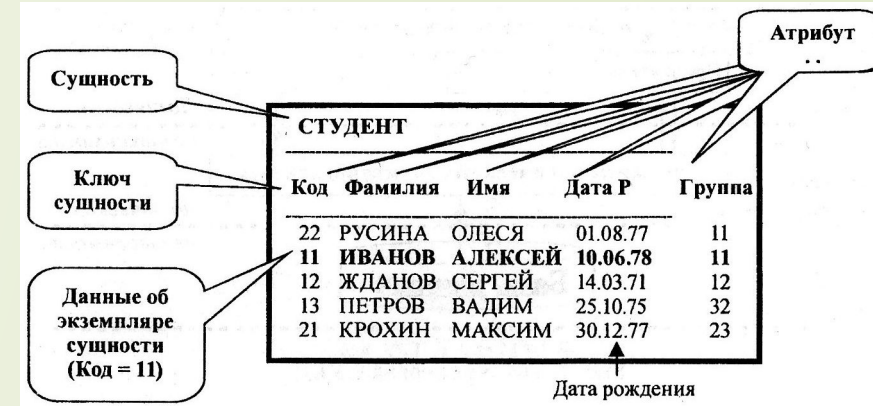 Атрибут
. .
Сущность
СТУДЕНТ
Ключ
сущности
Код Фамилия Имя Дата Р Группа
22 РУСИНА ОЛЕСЯ 01.08.77 11
11 ИВАНОВ АЛЕКСЕЙ 10.06.78 11
12 ЖДАНОВ СЕРГЕЙ 14.03.71 12
13 ПЕТРОВ ВАДИМ 25.10.75 32
21 КРОХИН МАКСИМ 30.12.77 23
Данные об
экземпляре
сущности
(Код = 11)
Дата рождения